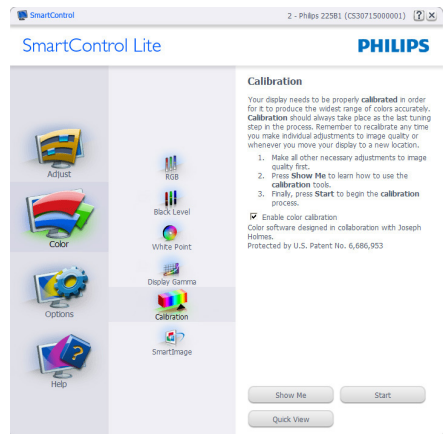 SmartControl
2 - Philips 225B1 (CS30715000001)
SmartControl Lite
PHILIPS
Adjust
Color
Options
Help
RGB
Black Level
White Point
Display Gamma
Calibration
SmartImage
Calibration
Your display needs to be properly calibrated in order
for it to produce the widest range of colors accurately.
Calibration should always take place as the last tuning
step in the process. Remember to recalibrate any time
you make individual adjustments to image quality or
whenever you move your display to a new location.
1. Make all other necessary adjustments to image
quality first.
2. Press Show Me to learn how to use the
calibration tools.
3. Finally, press Start to begin the calibration
process.
Enable color calibration
Color software designed in collaboration with Joseph
Holmes.
Protected by U.S. Patent No. 6,686,953
Show Me
Start
Quick View